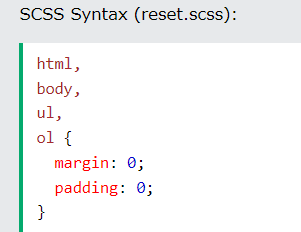 SCSS Syntax (reset.scss):
html,
body,
ul,
ol {
  margin: 0;
  padding: 0;
}